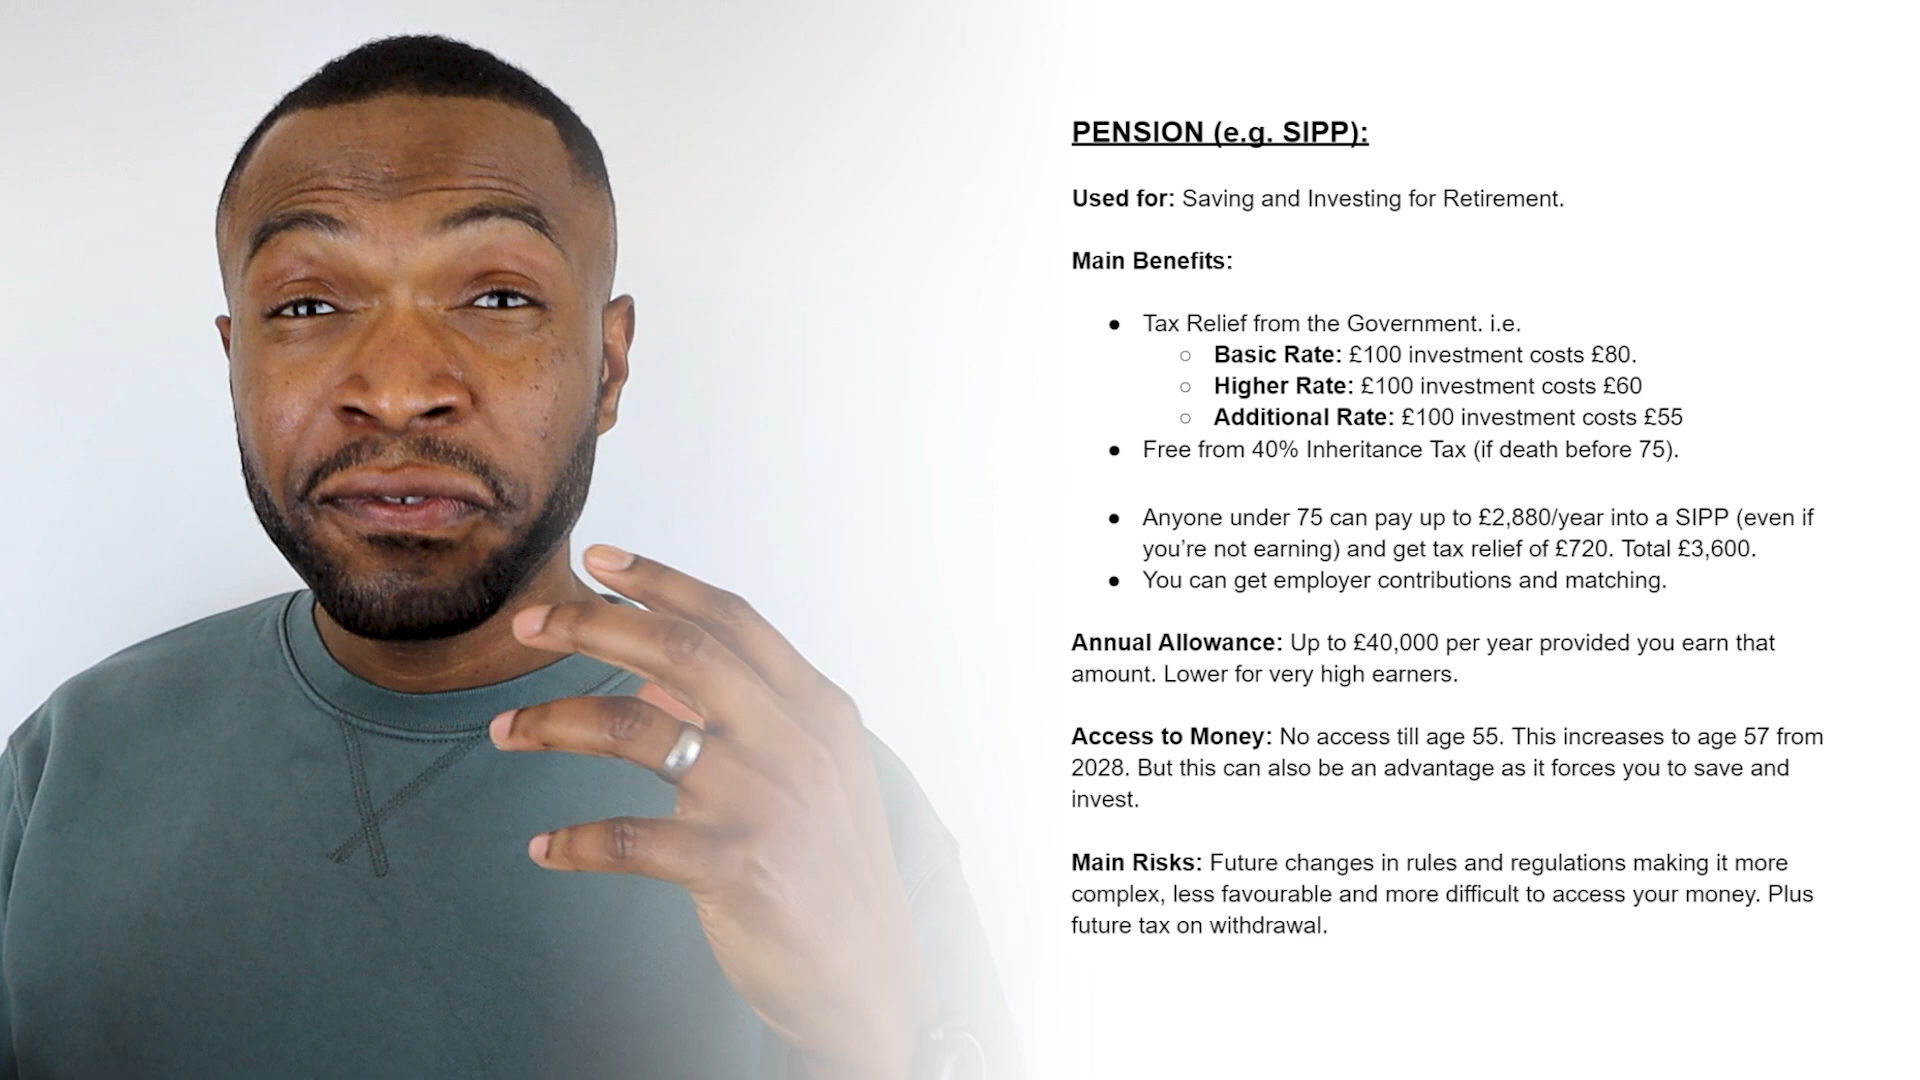 PENSION (e.g. SIPP):
Used for: Saving and Investing for Retirement.
Main Benefits:
● Tax Relief from the Government. i.e.
○ Basic Rate: £100 investment costs £80.
○ Higher Rate: £100 investment costs £60
○ Additional Rate: £100 investment costs £55
● Free from 40% Inheritance Tax (if death before 75).
● Anyone under 75 can pay up to £2,880/year into a SIPP (even if
you’re not earning) and get tax relief of £720. Total £3,600.
● You can get employer contributions and matching.
Annual Allowance: Up to £40,000 per year provided you earn that
amount. Lower for very high earners.
Access to Money: No access till age 55. This increases to age 57 from
2028. But this can also be an advantage as it forces you to save and
invest.
Main Risks: Future changes in rules and regulations making it more
complex, less favourable and more difficult to access your money. Plus
future tax on withdrawal.